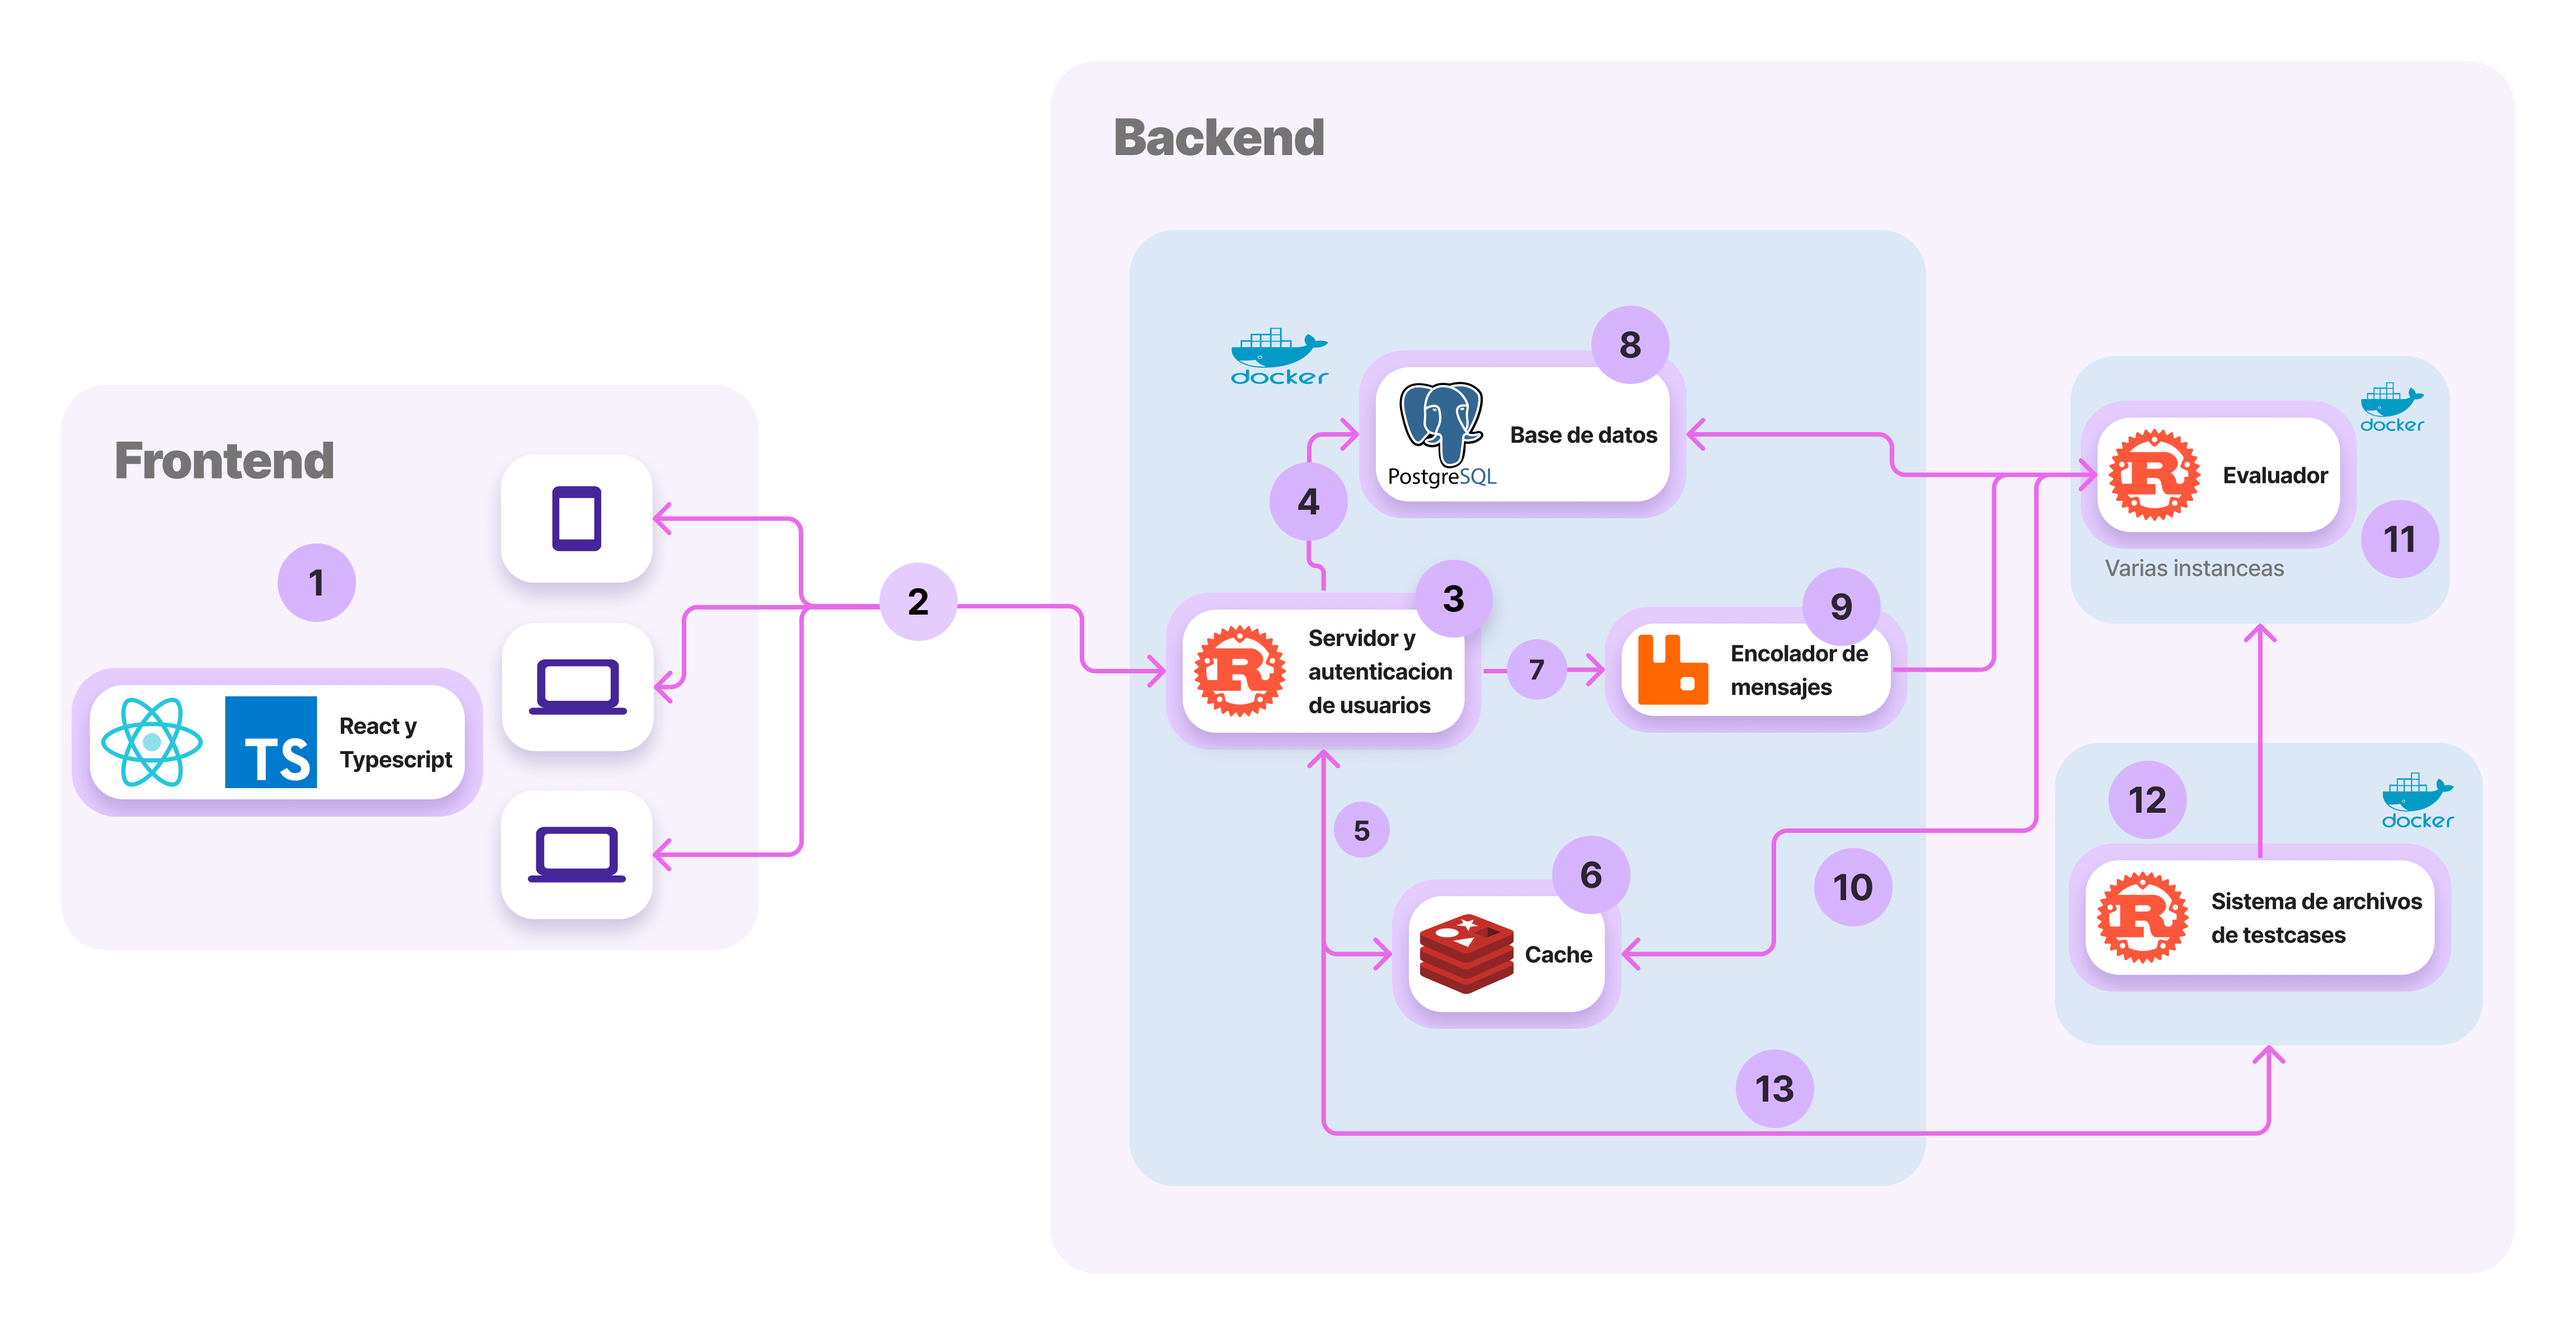 Backend
Frontend
1
TS
React y
Typescript
2
docker
8
PostgreSQL
Base de datos
4
3
Servidor y
autenticacion
de usuarios
7
9
Encolador de
mensajes
5
6
Cache
10
13
docker
Evaluador
11
Varias instanceas
12
docker
Sistema de archivos
de testcases